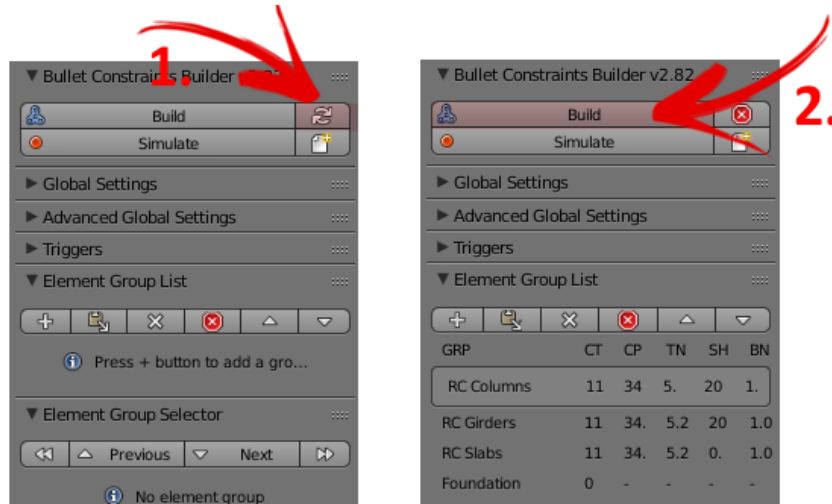 1.
Bullet Constraints Builder
Build
Simulate
Global Settings
Advanced Global Settings
Triggers
Element Group List
Press + button to add a gro...
Element Group Selector
Previous Next
No element group
2.
Bullet Constraints Builder v2.82
Build
Simulate
Global Settings
Advanced Global Settings
Triggers
Element Group List
GRP CT CP TN SH BN
RC Columns 11 34 5. 20 1.
RC Girders 11 34. 5.2 20 1.0
RC Slabs 11 34. 5.2 0. 1.0
Foundation 0 - - - -